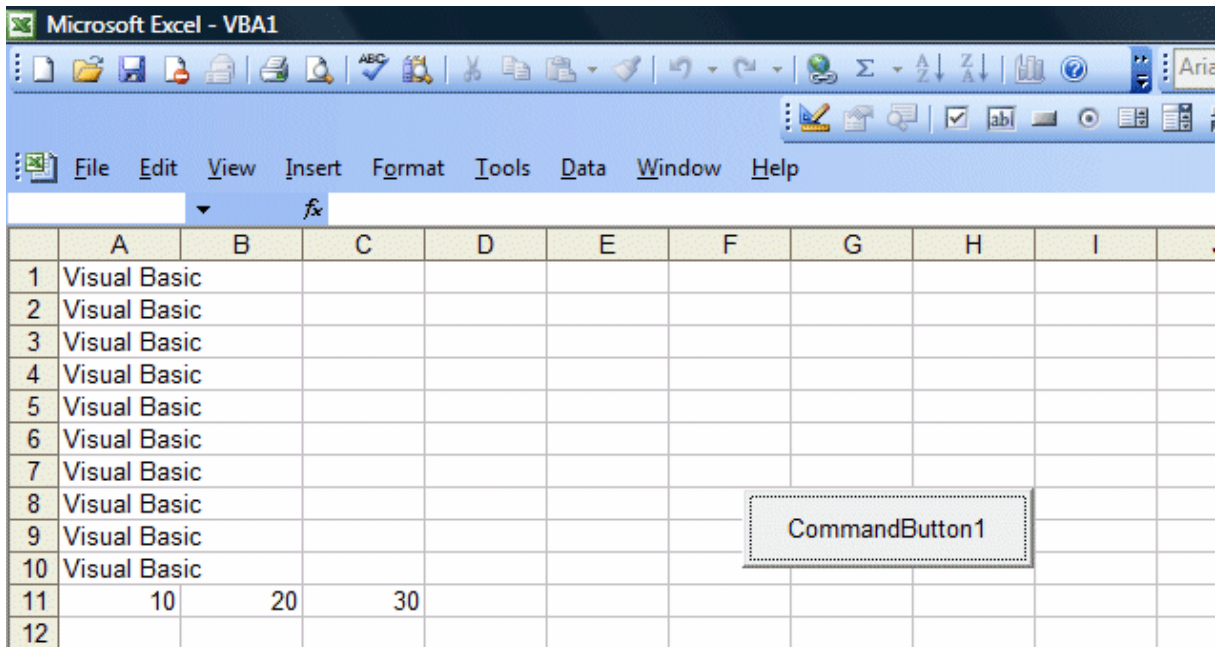 Microsoft Excel - VBA1
ABC Σ A Z Z A Aria
abl
File Edit View Insert Format Tools Data Window Help
fx
A B C D E F G H I
1 Visual Basic
2 Visual Basic
3 Visual Basic
4 Visual Basic
5 Visual Basic
6 Visual Basic
7 Visual Basic
8 Visual Basic
9 Visual Basic
CommandButton1
10 Visual Basic
11 10 20 30
12